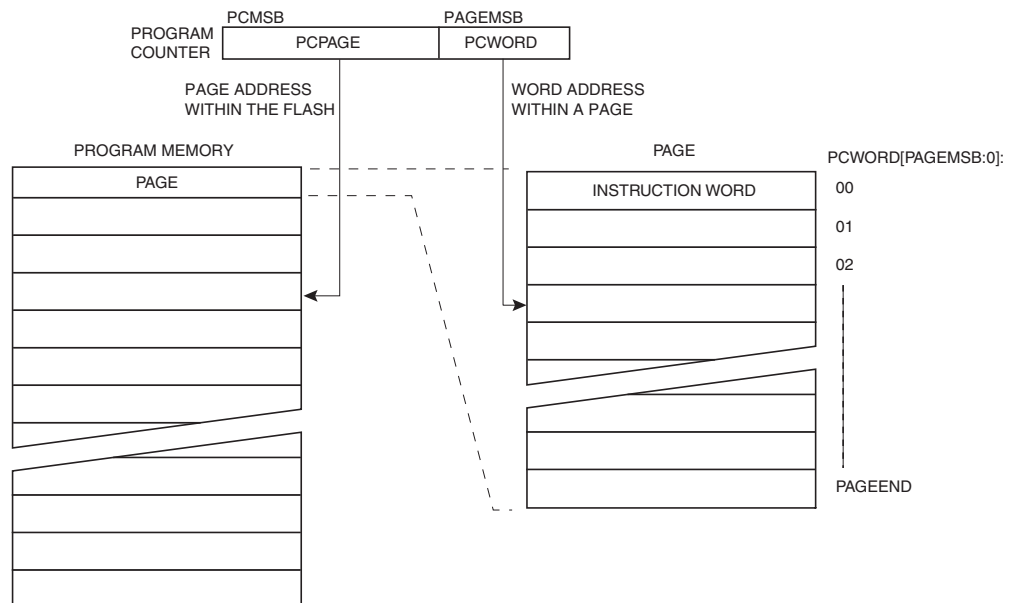 PCMSB PAGEMSB
PROGRAM
COUNTER
PCPAGE PCWORD
PAGE ADDRESS
WITHIN THE FLASH
WORD ADDRESS
WITHIN A PAGE
PROGRAM MEMORY
PAGE
PAGE
INSTRUCTION WORD
PCWORD[PAGEMSB:0]:
00
01
02
PAGEEND